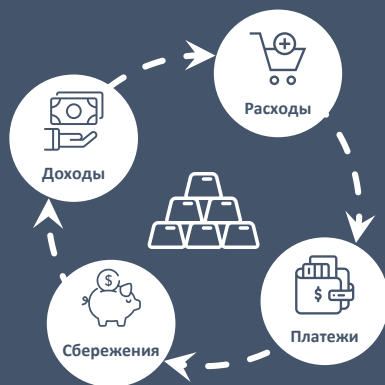 Расходы
Доходы
$
Платежи
$
Сбережения